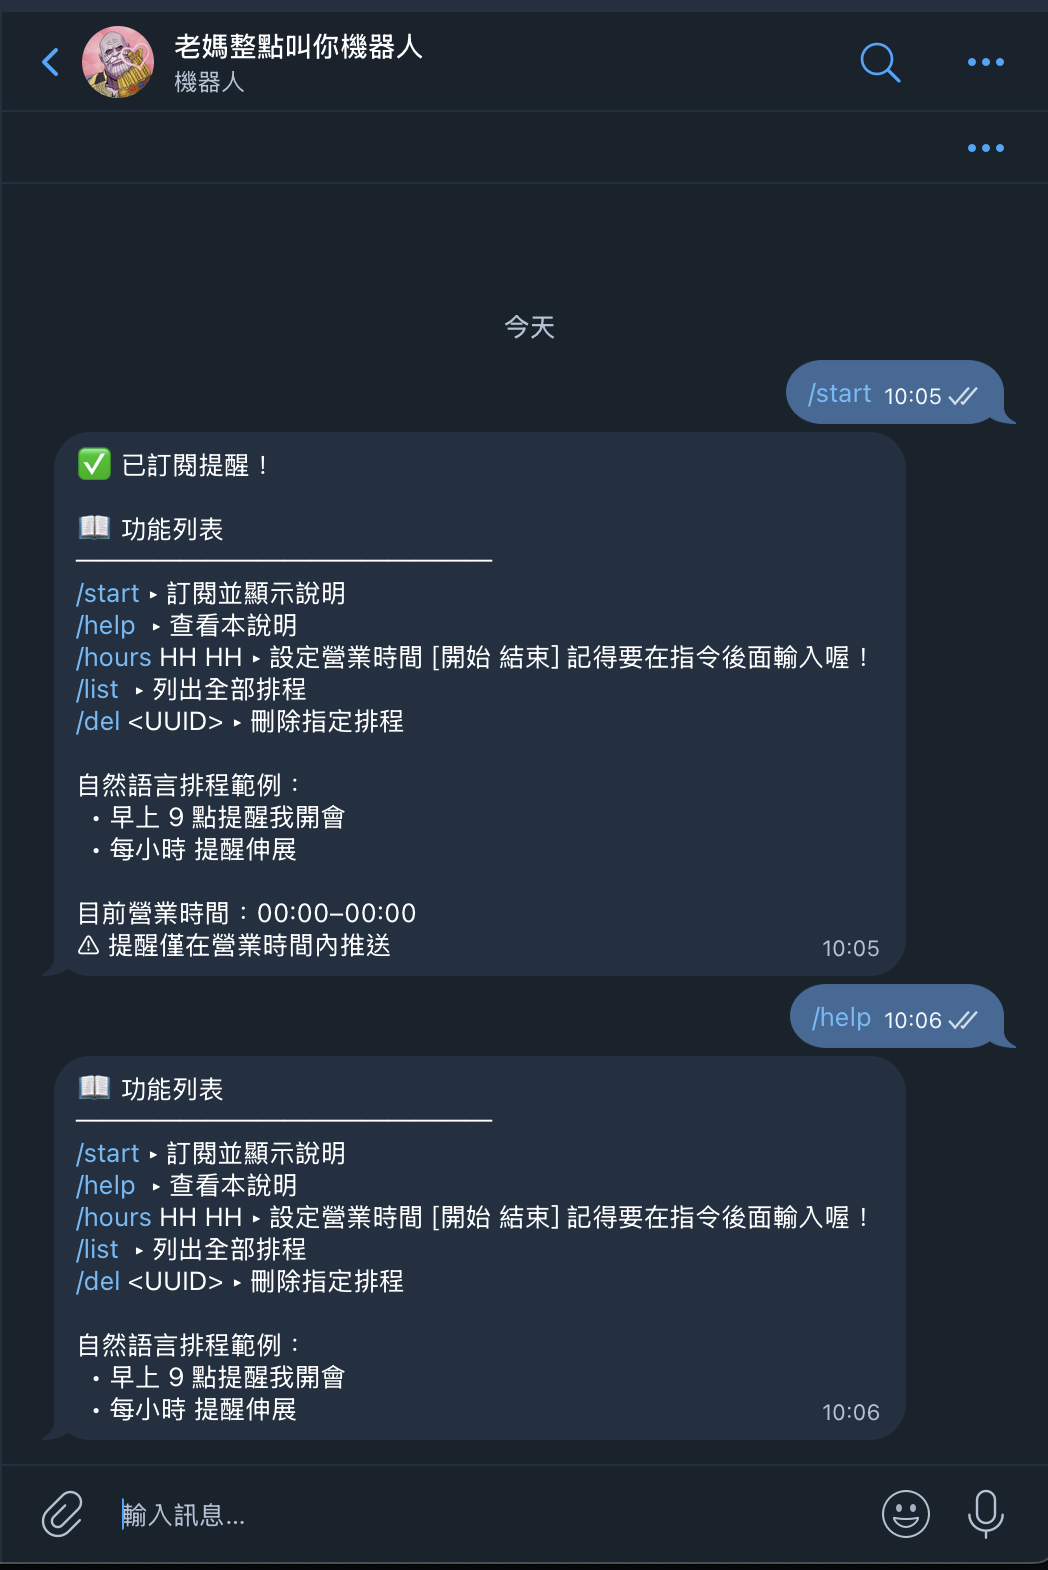 老媽整點叫你機器人
機器人
今天
/start 10:05
✅ 已訂閱提醒！
📖 功能列表
/start ‣ 訂閱並顯示說明
/help ‣ 查看本說明
/hours HH HH ‣ 設定營業時間 [開始 結束] 記得要在指令後面輸入喔！
/list ‣ 列出全部排程
/del <UUID> ‣ 刪除指定排程
自然語言排程範例：
• 早上 9 點提醒我開會
• 每小時 提醒伸展
目前營業時間：00:00–00:00
⚠ 提醒僅在營業時間內推送
10:05
/help 10:06
📖 功能列表
/start ‣ 訂閱並顯示說明
/help ‣ 查看本說明
/hours HH HH ‣ 設定營業時間 [開始 結束] 記得要在指令後面輸入喔！
/list ‣ 列出全部排程
/del <UUID> ‣ 刪除指定排程
自然語言排程範例：
• 早上 9 點提醒我開會
• 每小時 提醒伸展
10:06
輸入訊息...